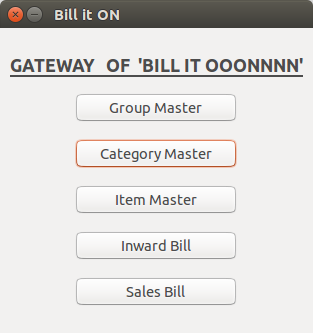 Bill it ON
GATEWAY OF 'BILL IT OOONNNN'
Group Master
Category Master
Item Master
Inward Bill
Sales Bill